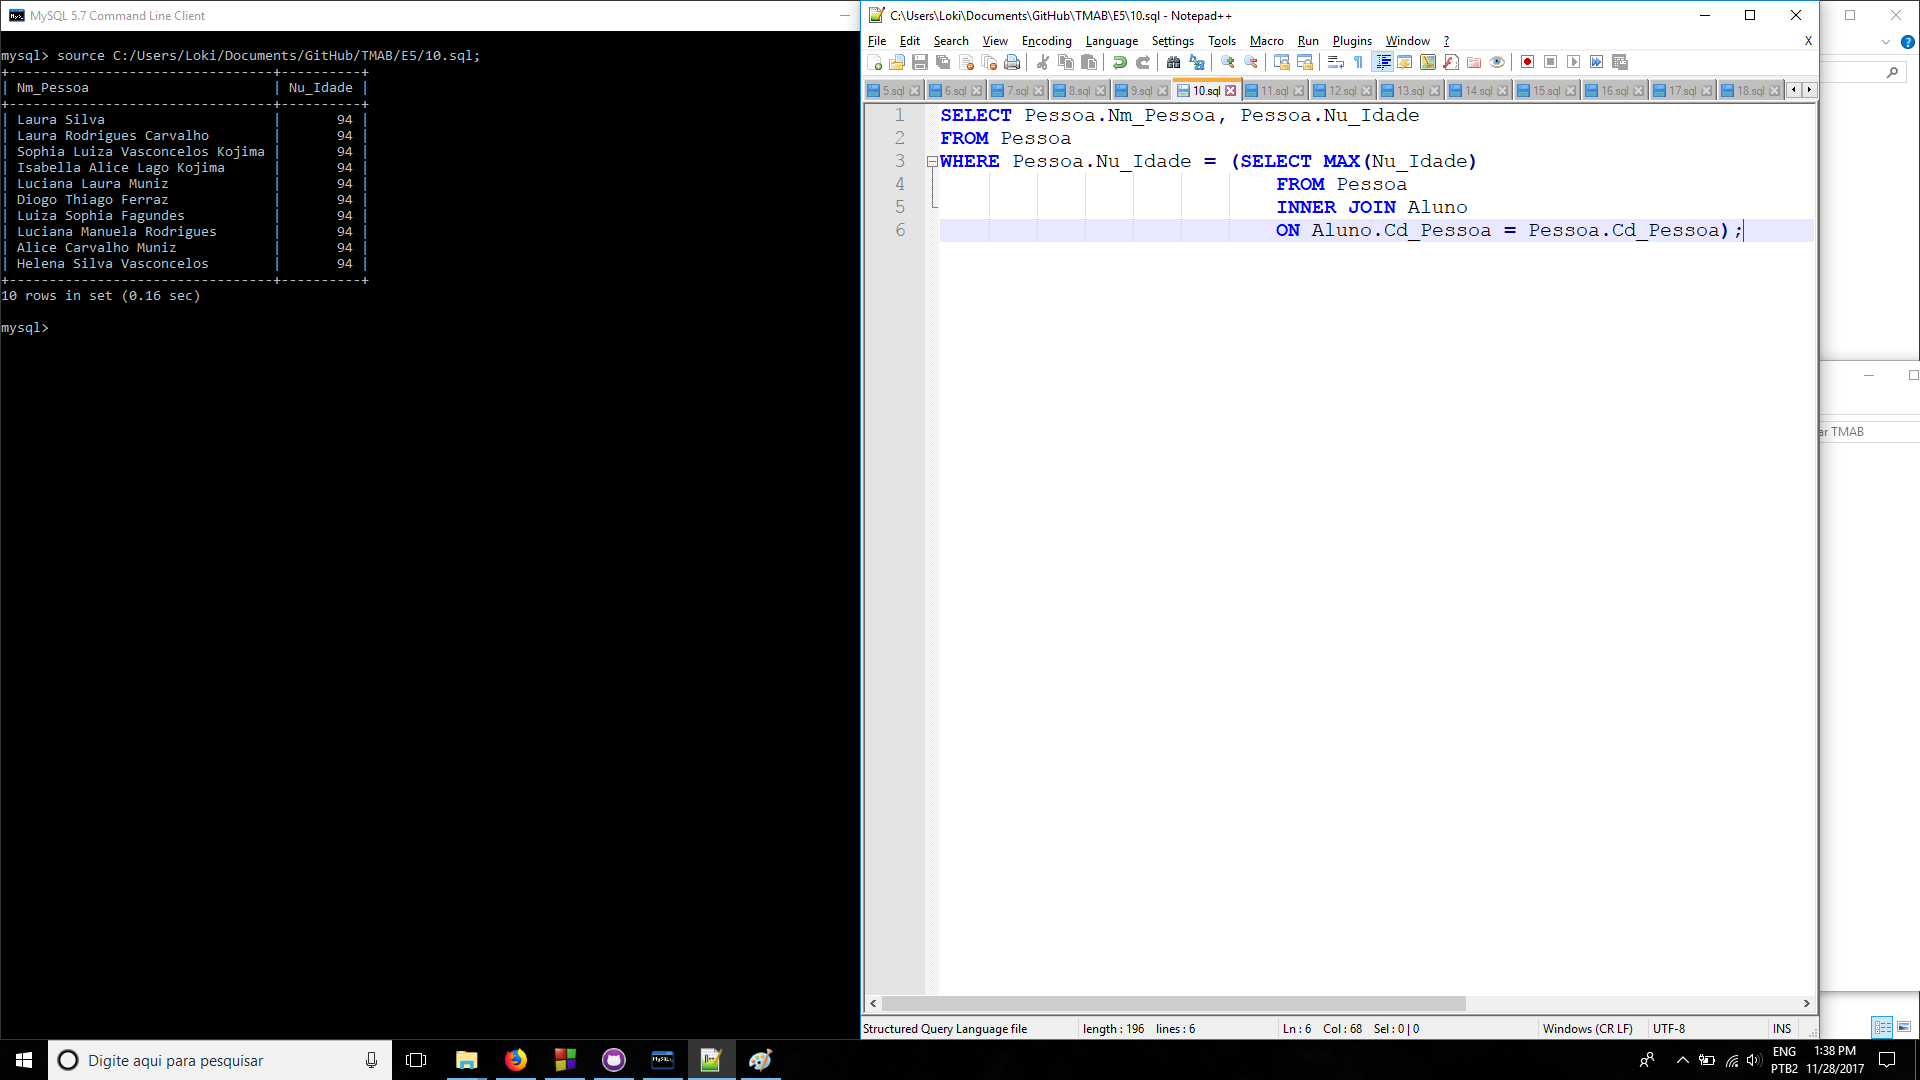 MySQL 5.7 Command Line Client
mysql> source C:/Users/Loki/Documents/GitHub/TMAB/E5/10.sql;
+---------------------------------+----------+
| Nm_Pessoa                       | Nu_Idade |
+---------------------------------+----------+
| Laura Silva                     |       94 |
| Laura Rodrigues Carvalho        |       94 |
| Sophia Luiza Vasconcelos Kojima |       94 |
| Isabella Alice Lago Kojima      |       94 |
| Luciana Laura Muniz             |       94 |
| Diogo Thiago Ferraz             |       94 |
| Luiza Sophia Fagundes           |       94 |
| Luciana Manuela Rodrigues       |       94 |
| Alice Carvalho Muniz            |       94 |
| Helena Silva Vasconcelos        |       94 |
+---------------------------------+----------+
10 rows in set (0.16 sec)
mysql>
C:\Users\Loki\Documents\GitHub\TMAB\E5\10.sql - Notepad++
File Edit Search View Encoding Language Settings Tools Macro Run Plugins Window ? X
5.sql 6.sql 7.sql 8.sql 9.sql 10.sql 11.sql 12.sql 13.sql 14.sql 15.sql 16.sql 17.sql 18.sql
1 SELECT Pessoa.Nm_Pessoa, Pessoa.Nu_Idade
2 FROM Pessoa
3 WHERE Pessoa.Nu_Idade = (SELECT MAX(Nu_Idade)
4 FROM Pessoa
5 INNER JOIN Aluno
6 ON Aluno.Cd_Pessoa = Pessoa.Cd_Pessoa);
Structured Query Language file length : 196 lines : 6 Ln : 6 Col : 68 Sel : 0 | 0 Windows (CR LF) UTF-8 INS
ar TMAB
Digite aqui para pesquisar
ENG
PTB2
1:38 PM
11/28/2017